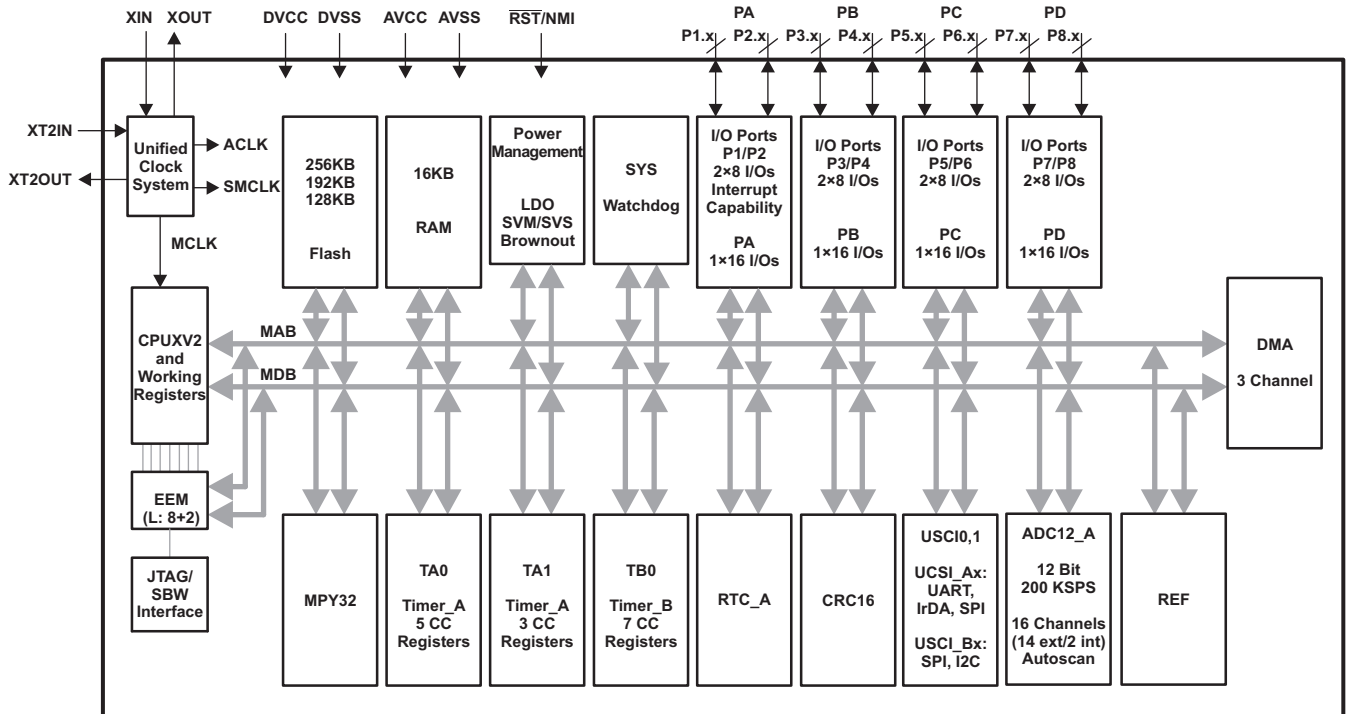 XIN XOUT DVCC DVSS AVCC AVSS RST/NMI PA PB PC PD
P1.x P2.x P3.x P4.x P5.x P6.x P7.x P8.x
XT2IN
XT2OUT
Unified
Clock
System
ACLK
SMCLK
MCLK
256KB
192KB
128KB
Flash
16KB
RAM
Power
Management
LDO
SVM/SVS
Brownout
SYS
Watchdog
I/O Ports
P1/P2
2×8 I/Os
Interrupt
Capability
PA
1×16 I/Os
I/O Ports
P3/P4
2×8 I/Os
PB
1×16 I/Os
I/O Ports
P5/P6
2×8 I/Os
PC
1×16 I/Os
I/O Ports
P7/P8
2×8 I/Os
PD
1×16 I/Os
CPUXV2
and
Working
Registers
MAB
MDB
DMA
3 Channel
EEM
(L: 8+2)
JTAG/
SBW
Interface
MPY32
TA0
Timer_A
5 CC
Registers
TA1
Timer_A
3 CC
Registers
TB0
Timer_B
7 CC
Registers
RTC_A
CRC16
USCI0,1
UCSI_Ax:
UART,
IrDA, SPI
USCI_Bx:
SPI, I2C
ADC12_A
12 Bit
200 KSPS
16 Channels
(14 ext/2 int)
Autoscan
REF